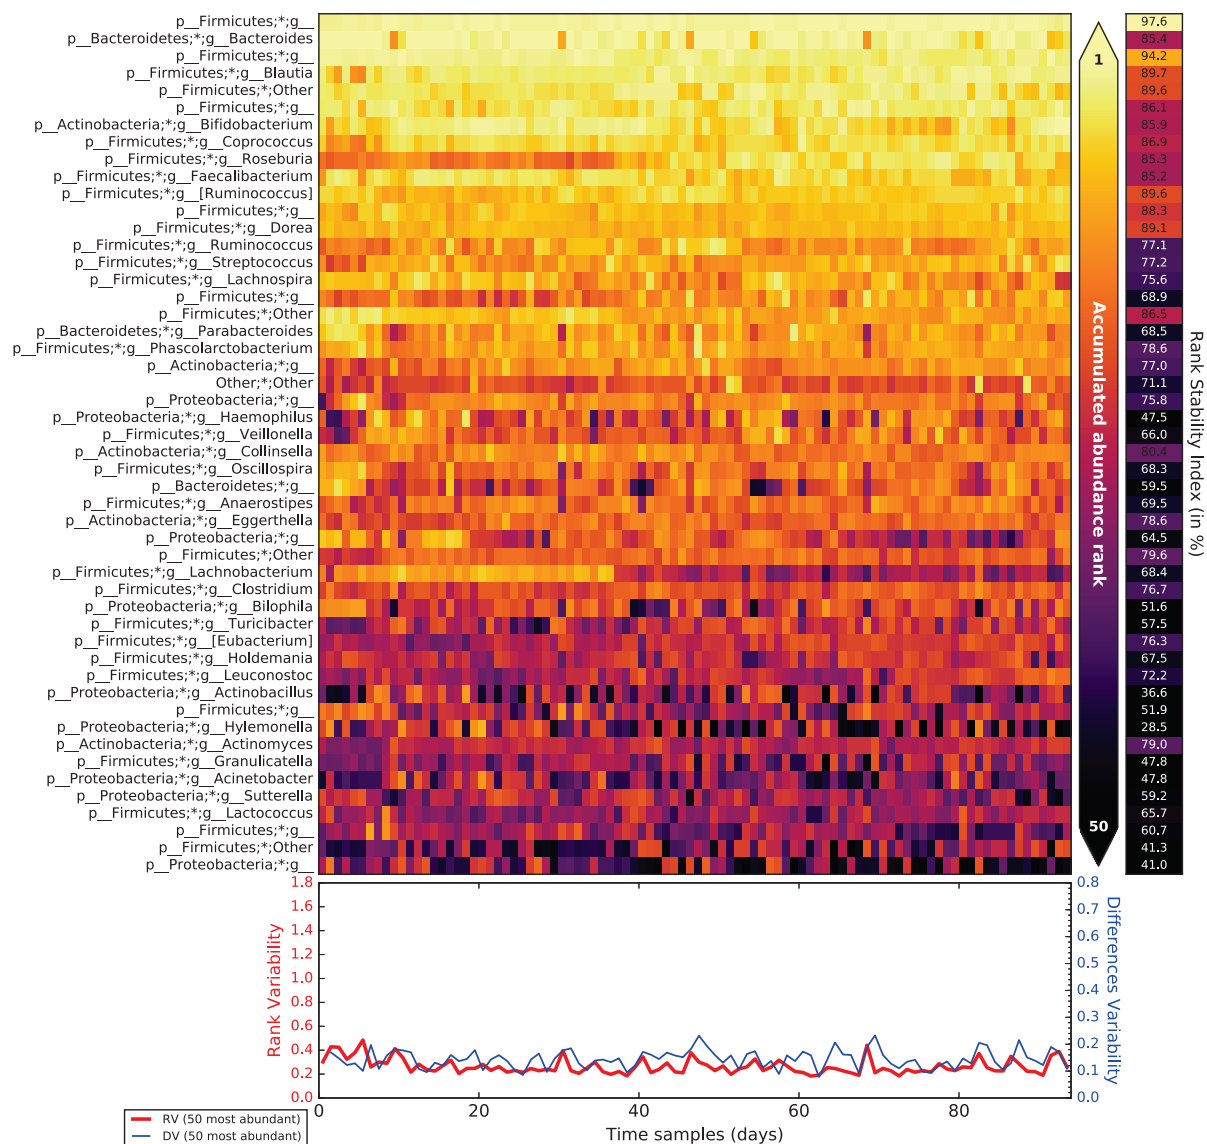 p__Firmicutes;*;g__
p__Bacteroidetes;*;g__Bacteroides
p__Firmicutes;*;g__
p__Firmicutes;*;g__Blautia
p__Firmicutes;*;Other
p__Firmicutes;*;g__
p__Actinobacteria;*;g__Bifidobacterium
p__Firmicutes;*;g__Coprococcus
p__Firmicutes;*;g__Roseburia
p__Firmicutes;*;g__Faecalibacterium
p__Firmicutes;*;g__[Ruminococcus]
p__Firmicutes;*;g__
p__Firmicutes;*;g__Dorea
p__Firmicutes;*;g__Ruminococcus
p__Firmicutes;*;g__Streptococcus
p__Firmicutes;*;g__Lachnospira
p__Firmicutes;*;g__
p__Firmicutes;*;Other
p__Bacteroidetes;*;g__Parabacteroides
p__Firmicutes;*;g__Phascolarctobacterium
p__Actinobacteria;*;g__
Other;*;Other
p__Proteobacteria;*;g__
p__Proteobacteria;*;g__Haemophilus
p__Firmicutes;*;g__Veillonella
p__Actinobacteria;*;g__Collinsella
p__Firmicutes;*;g__Oscillospira
p__Bacteroidetes;*;g__
p__Firmicutes;*;g__Anaerostipes
p__Actinobacteria;*;g__Eggerthella
p__Proteobacteria;*;g__
p__Firmicutes;*;Other
p__Firmicutes;*;g__Lachnobacterium
p__Firmicutes;*;g__Clostridium
p__Proteobacteria;*;g__Bilophila
p__Firmicutes;*;g__Turicibacter
p__Firmicutes;*;g__[Eubacterium]
p__Firmicutes;*;g__Holdemania
p__Firmicutes;*;g__Leuconostoc
p__Proteobacteria;*;g__Actinobacillus
p__Firmicutes;*;g__
p__Proteobacteria;*;g__Hylemonella
p__Actinobacteria;*;g__Actinomyces
p__Firmicutes;*;g__Granulicatella
p__Proteobacteria;*;g__Acinetobacter
p__Proteobacteria;*;g__Sutterella
p__Firmicutes;*;g__Lactococcus
p__Firmicutes;*;g__
p__Firmicutes;*;Other
p__Proteobacteria;*;g__
1
Accumulated abundance rank
50
97.6
85.4
94.2
89.7
89.6
86.1
85.9
86.9
85.3
85.2
89.6
88.3
89.1
77.1
77.2
75.6
68.9
86.5
68.5
78.6
77.0
71.1
75.8
47.5
66.0
80.4
68.3
59.5
69.5
78.6
64.5
79.6
68.4
76.7
51.6
57.5
76.3
67.5
72.2
36.6
51.9
28.5
79.0
47.8
47.8
59.2
65.7
60.7
41.3
41.0
Rank Stability Index (in %)
Rank Variability
1.8
1.6
1.4
1.2
1.0
0.8
0.6
0.4
0.2
0.0
0.8
0.7
0.6
0.5
0.4
0.3
0.2
0.1
0.0
Differences Variability
0 20 40 60 80
Time samples (days)
RV (50 most abundant)
DV (50 most abundant)